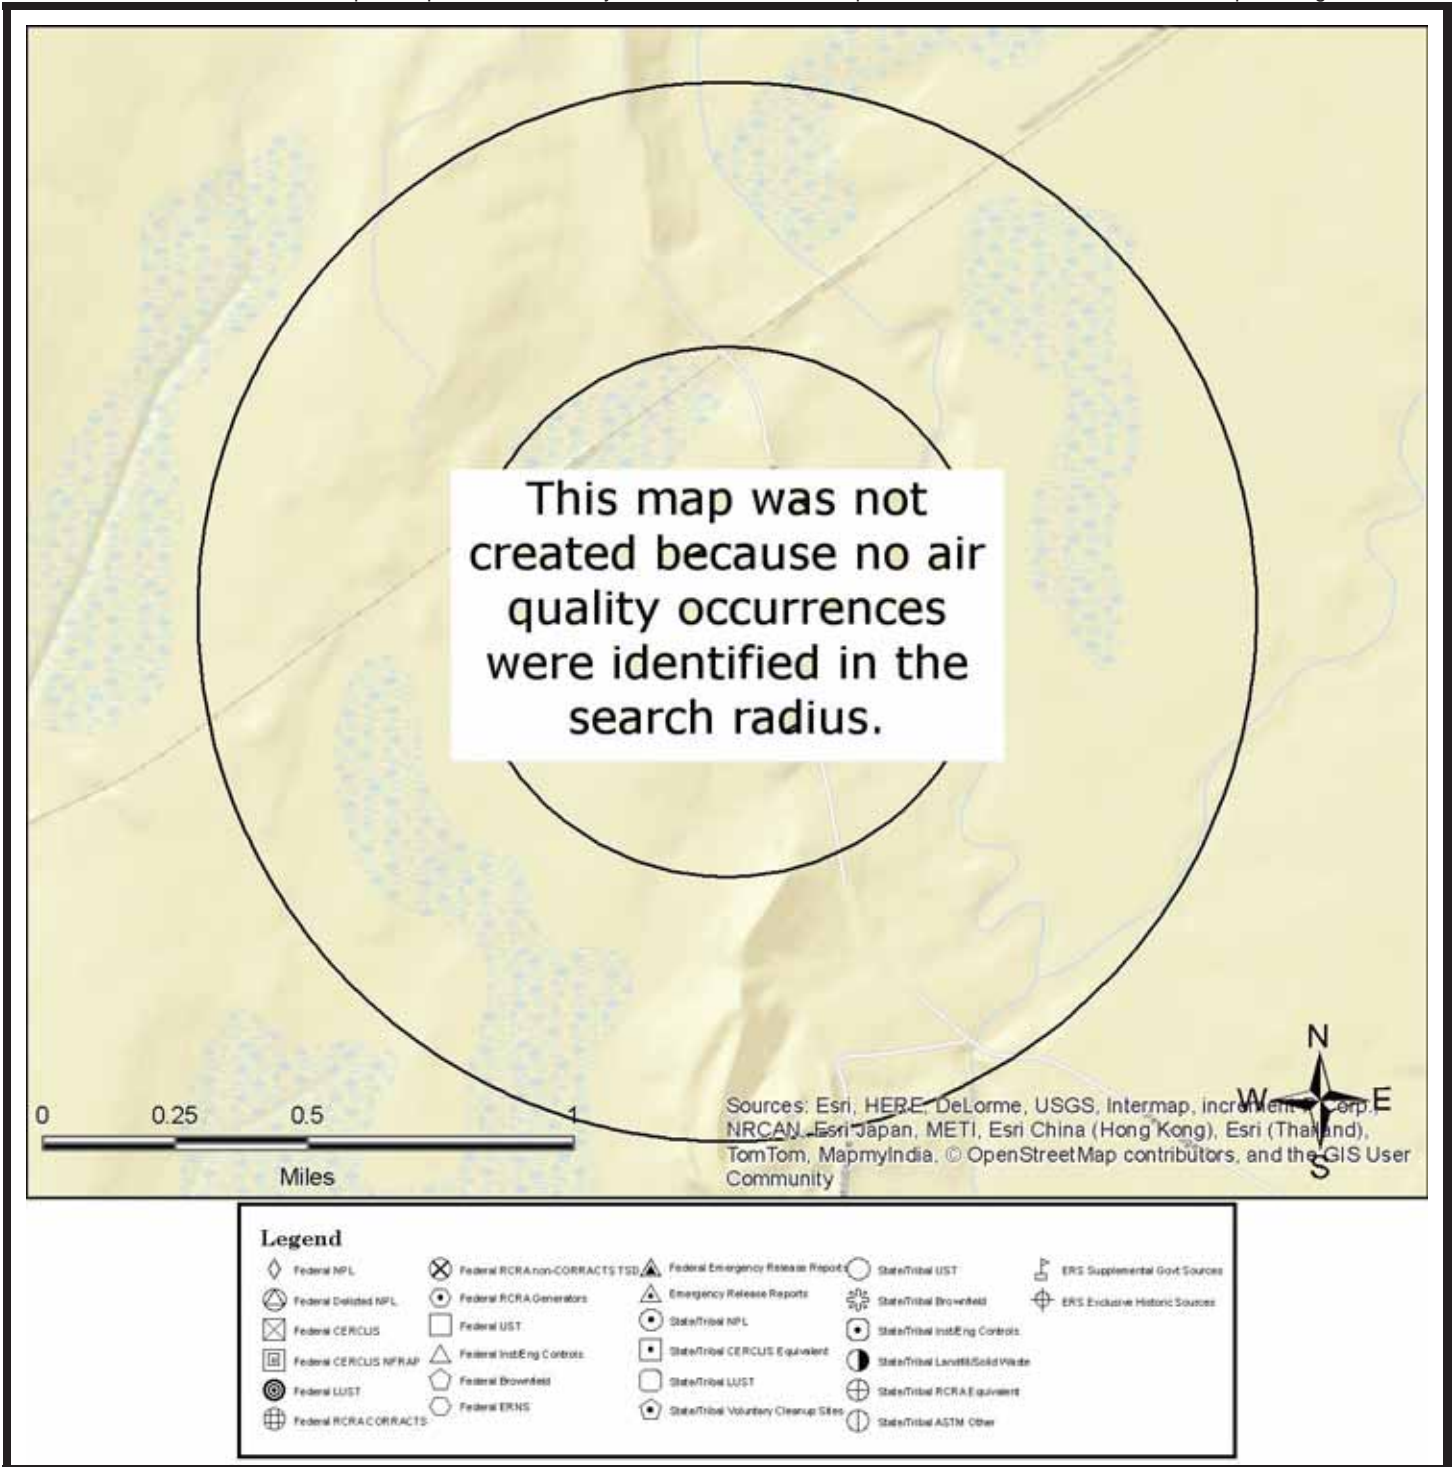 This map was not
created because no air
quality occurrences
were identified in the
search radius.
N
W E
S
0 0.25 0.5 1
Miles
Sources: Esri, HERE, DeLorme, USGS, Intermap, increment P Corp.,
NRCAN, Esri Japan, METI, Esri China (Hong Kong), Esri (Thailand),
TomTom, MapmyIndia, © OpenStreetMap contributors, and the GIS User
Community
Legend
Federal NPL
Federal Delisted NPL
Federal CERCLIS
Federal CERCLIS NFRAP
Federal LUST
Federal RCRA CORRACTS
Federal RCRA non-CORRACTS TSD
Federal RCRA Generators
Federal UST
Federal Inst/Eng Controls
Federal Brownfield
Federal ERNS
Federal Emergency Release Reports
Emergency Release Reports
State/Tribal NPL
State/Tribal CERCLIS Equivalent
State/Tribal LUST
State/Tribal Voluntary Cleanup Sites
State/Tribal UST
State/Tribal Brownfield
State/Tribal Inst/Eng Controls
State/Tribal Landfill/Solid Waste
State/Tribal RCRA Equivalent
State/Tribal ASTM Other
ERS Supplemental Govt Sources
ERS Exclusive Historic Sources